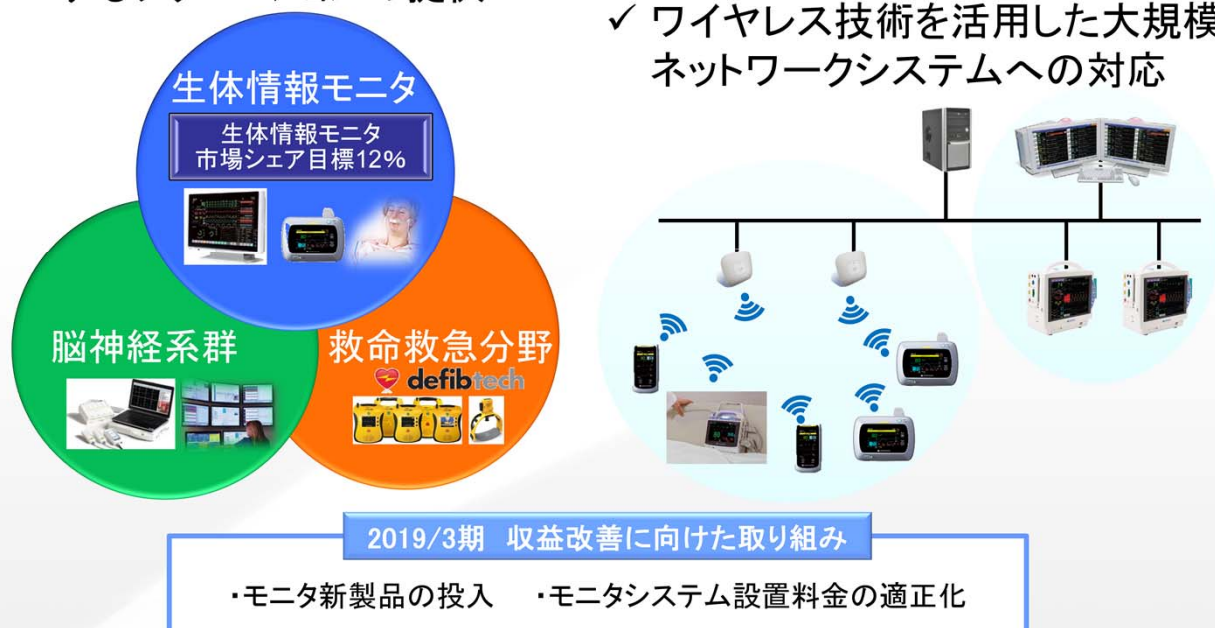 ✓ ワイヤレス技術を活用した大規模
ネットワークシステムへの対応
生体情報モニタ
生体情報モニタ
市場シェア目標12%
脳神経系群
救命救急分野
defibtech
2019/3期 収益改善に向けた取り組み
・モニタ新製品の投入 ・モニタシステム設置料金の適正化